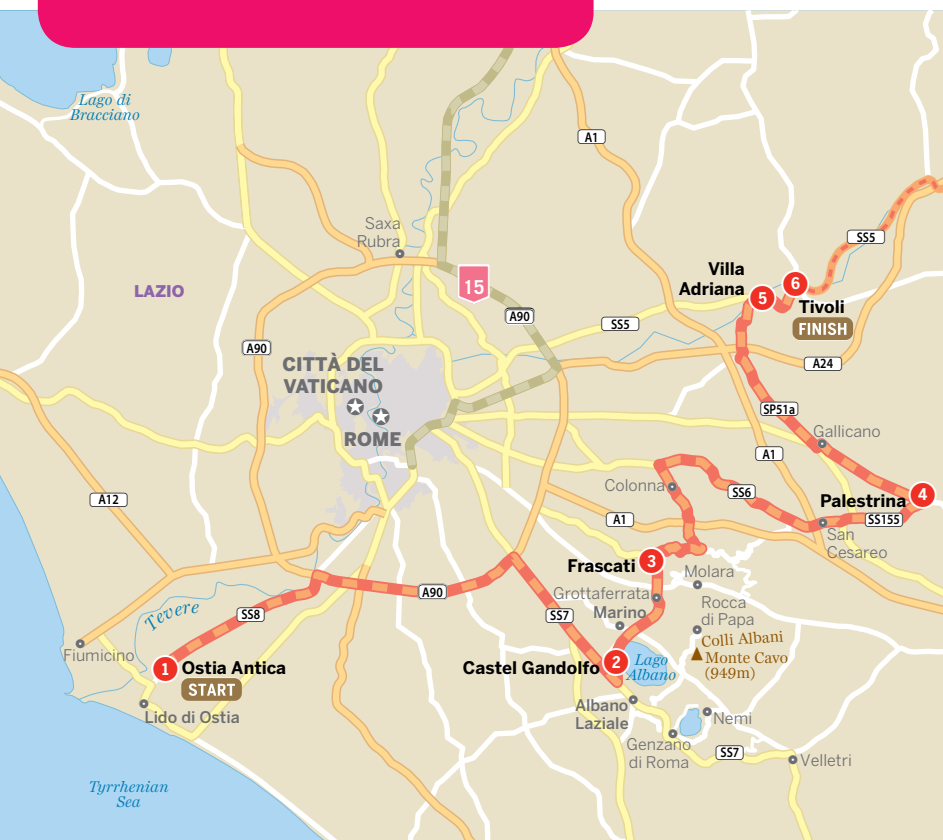 Lago di
Bracciano
A1
Saxa
Rubra
SS5
LAZIO
15
Villa
Adriana
5
6
Tivoli
FINISH
A90
SS5
A90
A24
CITTÀ DEL
VATICANO
ROME
SP51a
Gallicano
A1
Colonna
SS6
A12
Palestrina
4
A1
SS155
San
Cesareo
Frascati
3
Molara
Grottaferrata
A90
Marino
Rocca
di Papa
Tevere
SS8
SS7
Colli Albani
Monte Cavo
(949m)
Fiumicino
1
Ostia Antica
START
Castel Gandolfo
2
Lago
Albano
Lido di Ostia
Albano
Laziale
Nemi
Genzano
di Roma
SS7
Velletri
Tyrrhenian
Sea